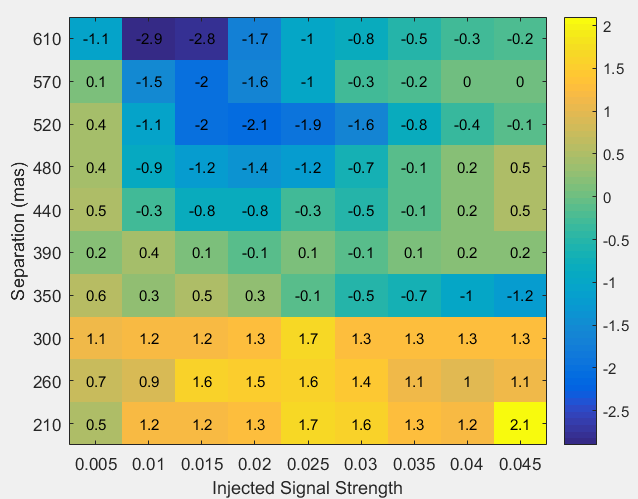 610 -1.1 -2.9 -2.8 -1.7 -1 -0.8 -0.5 -0.3 -0.2
570 0.1 -1.5 -2 -1.6 -1 -0.3 -0.2 0 0
520 0.4 -1.1 -2 -2.1 -1.9 -1.6 -0.8 -0.4 -0.1
480 0.4 -0.9 -1.2 -1.4 -1.2 -0.7 -0.1 0.2 0.5
440 0.5 -0.3 -0.8 -0.8 -0.3 -0.5 -0.1 0.2 0.5
390 0.2 0.4 0.1 -0.1 0.1 -0.1 0.1 0.2 0.2
350 0.6 0.3 0.5 0.3 -0.1 -0.5 -0.7 -1 -1.2
300 1.1 1.2 1.2 1.3 1.7 1.3 1.3 1.3 1.3
260 0.7 0.9 1.6 1.5 1.6 1.4 1.1 1 1.1
210 0.5 1.2 1.2 1.3 1.7 1.6 1.3 1.2 2.1
0.005 0.01 0.015 0.02 0.025 0.03 0.035 0.04 0.045
Injected Signal Strength
Separation (mas)
2
1.5
1
0.5
0
-0.5
-1
-1.5
-2
-2.5